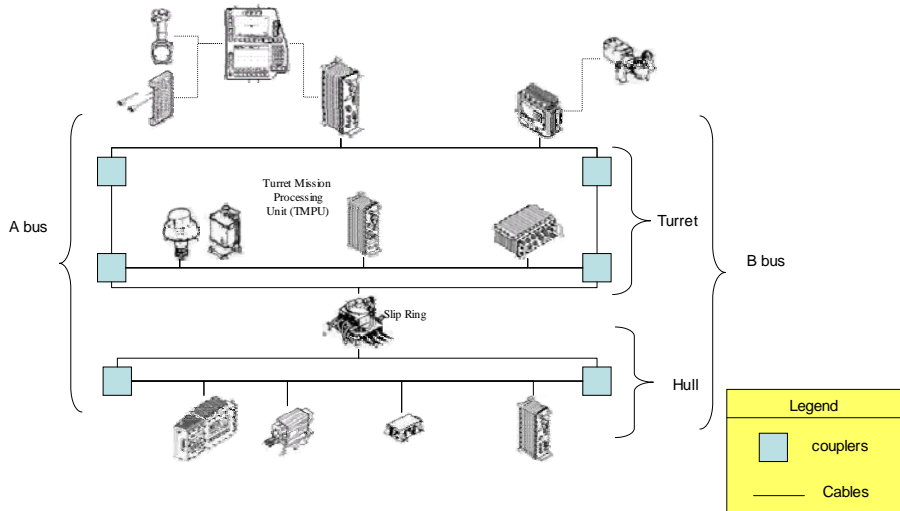 Turret Mission
Processing
Unit (TMPU)
A bus
Turret
B bus
Slip Ring
Hull
Legend
couplers
Cables